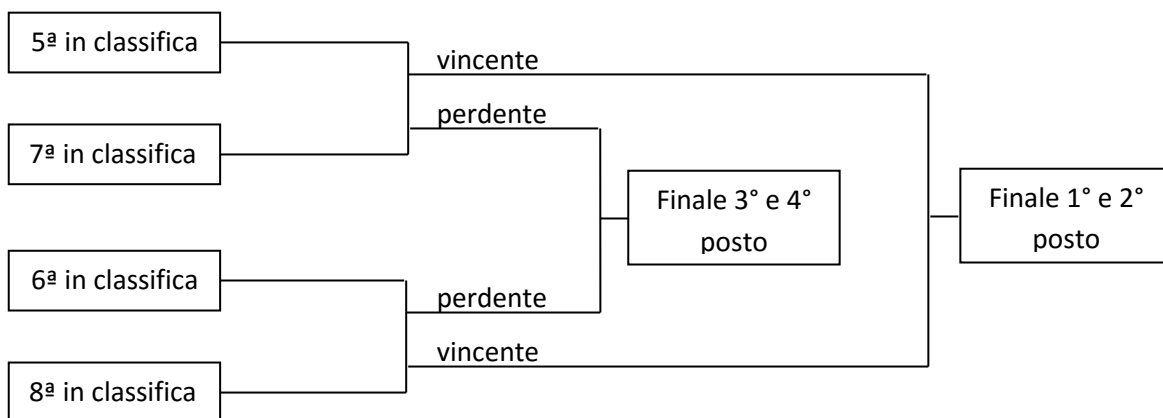 5ª in classifica
vincente
perdente
7ª in classifica
Finale 3° e 4°
posto
Finale 1° e 2°
posto
6ª in classifica
perdente
vincente
8ª in classifica